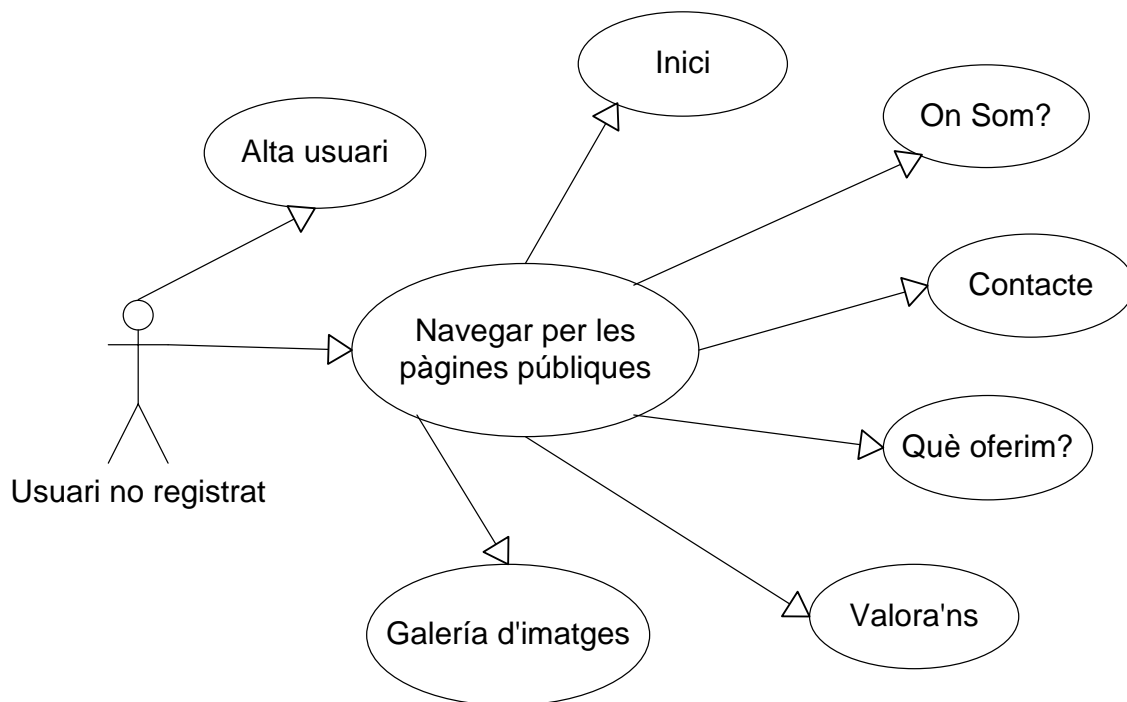 Inici
On Som?
Alta usuari
Contacte
Navegar per les
pàgines públiques
Què oferim?
Usuari no registrat
Valora'ns
Galería d'imatges